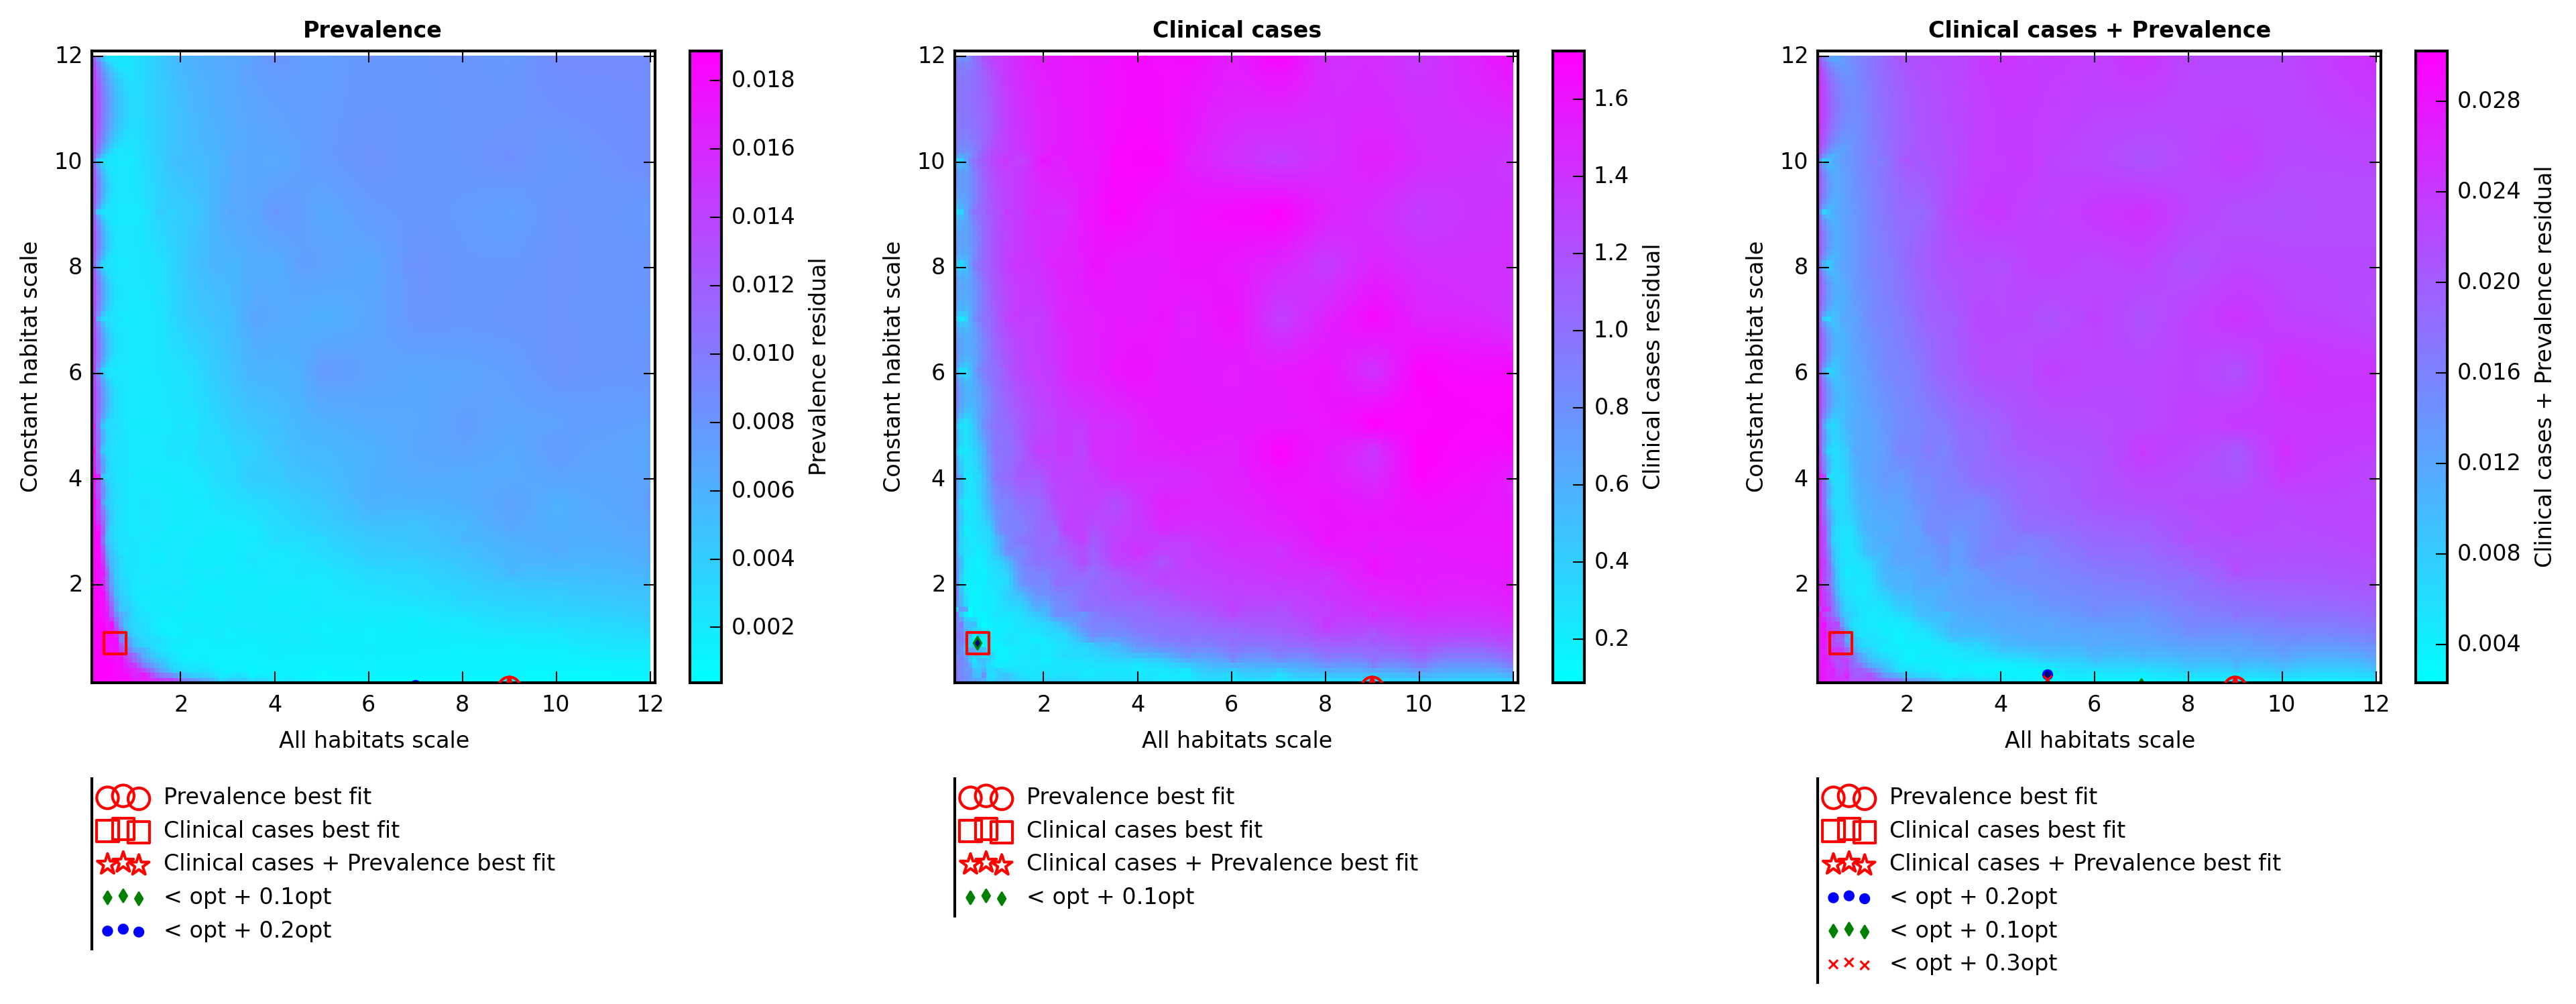 Prevalence
Clinical cases
Clinical cases + Prevalence
12
10
8
6
4
2
2
4
6
8
10
12
Constant habitat scale
All habitats scale
0.018
0.016
0.014
0.012
0.010
0.008
0.006
0.004
0.002
Prevalence residual
12
10
8
6
4
2
2
4
6
8
10
12
Constant habitat scale
All habitats scale
1.6
1.4
1.2
1.0
0.8
0.6
0.4
0.2
Clinical cases residual
12
10
8
6
4
2
2
4
6
8
10
12
Constant habitat scale
All habitats scale
0.028
0.024
0.020
0.016
0.012
0.008
0.004
Clinical cases + Prevalence residual
Prevalence best fit
Clinical cases best fit
Clinical cases + Prevalence best fit
< opt + 0.1opt
< opt + 0.2opt
Prevalence best fit
Clinical cases best fit
Clinical cases + Prevalence best fit
< opt + 0.1opt
Prevalence best fit
Clinical cases best fit
Clinical cases + Prevalence best fit
< opt + 0.2opt
< opt + 0.1opt
< opt + 0.3opt